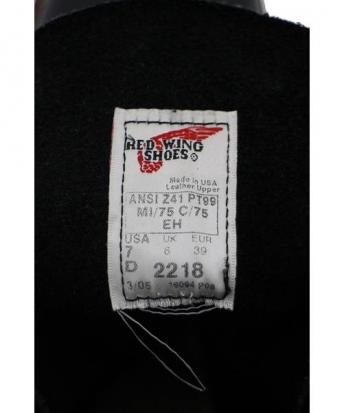 RED WING
SHOES®
Made in USA
Leather Upper
ANSI Z41 PT99
MI/75 C/75
EH
USA UK EUR
7 6 39
D 2218
3/05